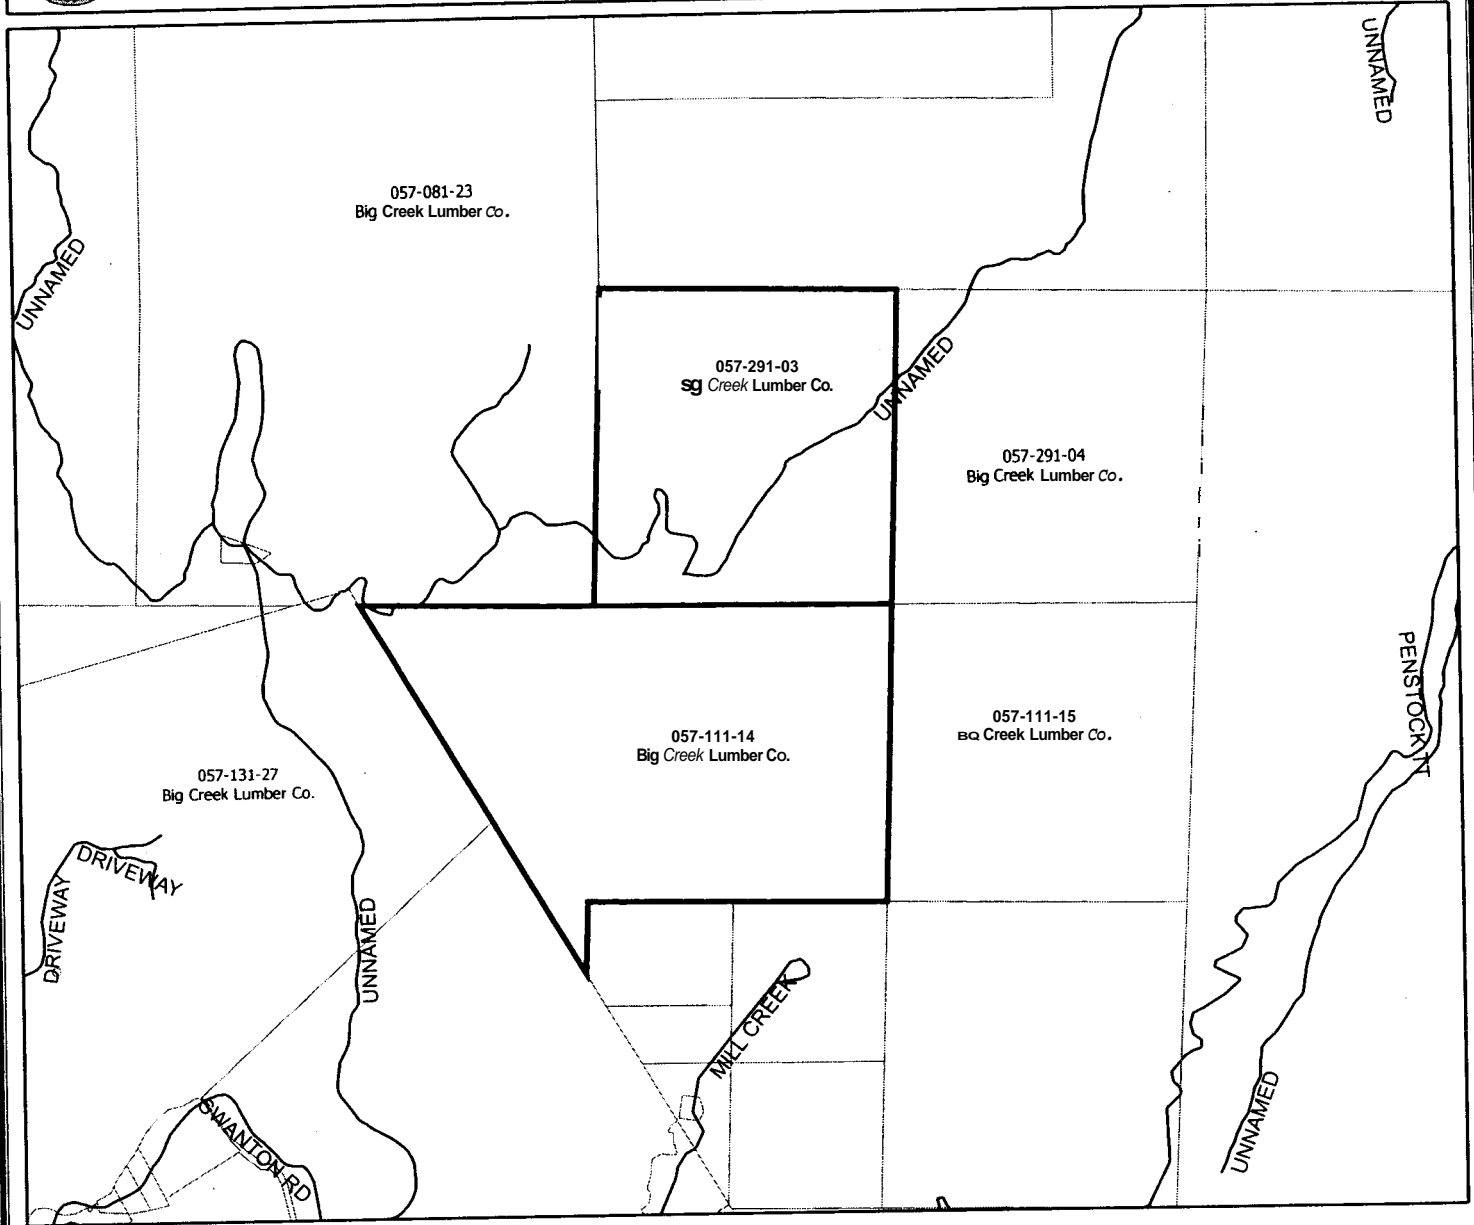 UNNAMED
057-081-23
Big Creek Lumber Co.
UNNAMED
057-291-03
sg Creek Lumber Co.
UNNAMED
057-291-04
Big Creek Lumber Co.
PENSTOCK TT
057-111-14
Big Creek Lumber Co.
057-111-15
BQ Creek Lumber Co.
057-131-27
Big Creek Lumber Co.
DRIVEWAY
DRIVEWAY
UNNAMED
MILL CREEK
SWANTON RD
UNNAMED